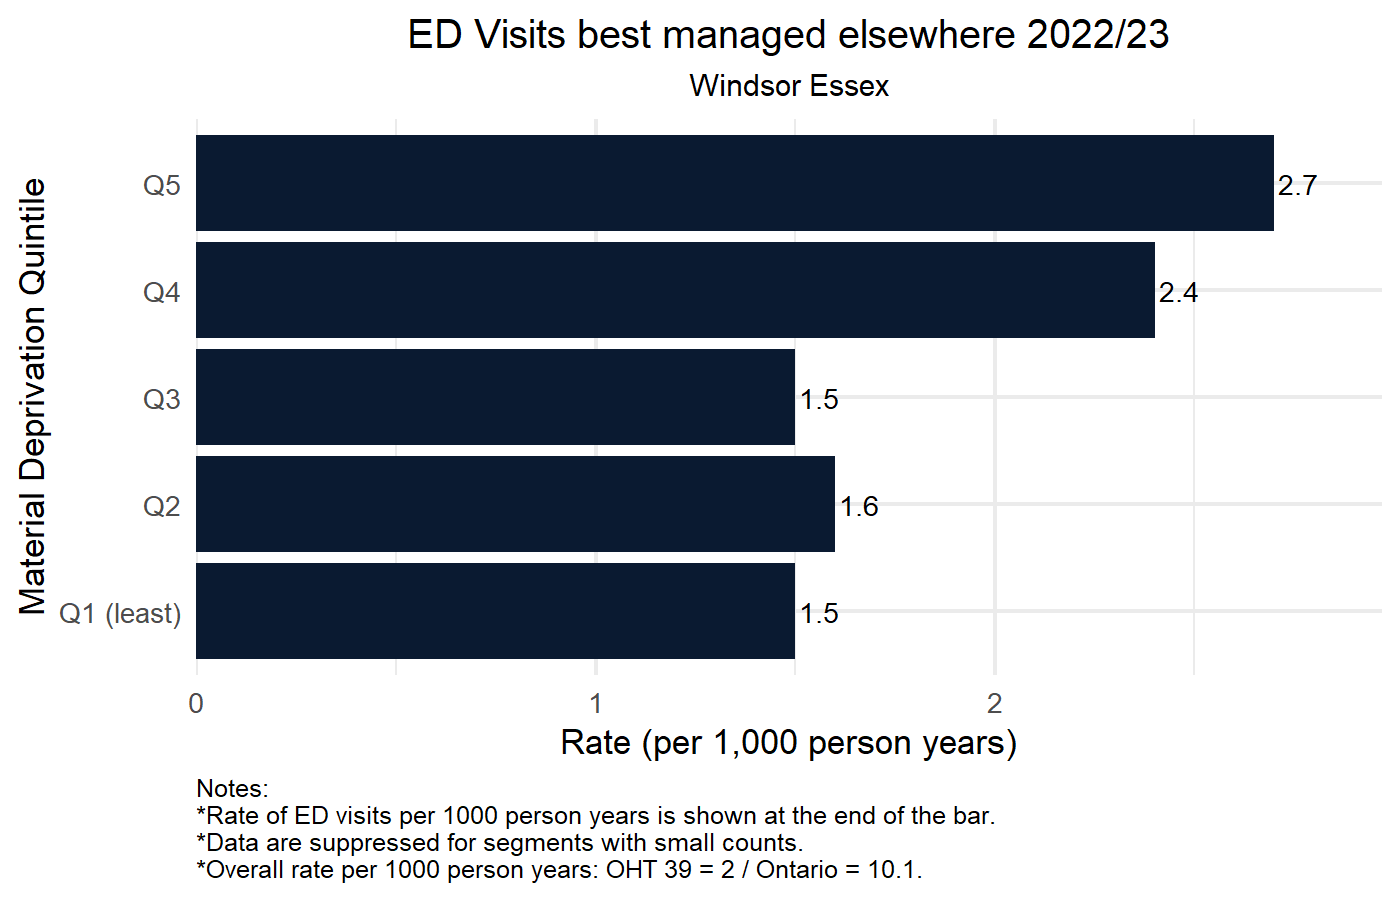 ED Visits best managed elsewhere 2022/23
Windsor Essex
Material Deprivation Quintile
Q5
2.7
Q4
2.4
Q3
1.5
Q2
1.6
Q1 (least)
1.5
0
1
2
Rate (per 1,000 person years)
Notes:
*Rate of ED visits per 1000 person years is shown at the end of the bar.
*Data are suppressed for segments with small counts.
*Overall rate per 1000 person years: OHT 39 = 2 / Ontario = 10.1.